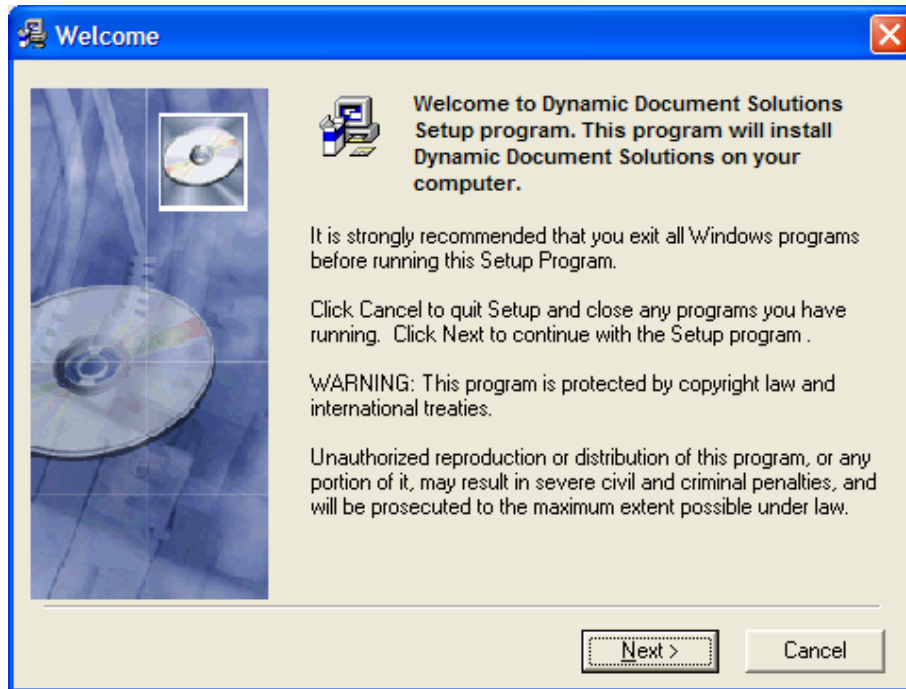 Welcome
Welcome to Dynamic Document Solutions
Setup program. This program will install
Dynamic Document Solutions on your
computer.
It is strongly recommended that you exit all Windows programs
before running this Setup Program.
Click Cancel to quit Setup and close any programs you have
running.  Click Next to continue with the Setup program .
WARNING: This program is protected by copyright law and
international treaties.
Unauthorized reproduction or distribution of this program, or any
portion of it, may result in severe civil and criminal penalties, and
will be prosecuted to the maximum extent possible under law.
Next >
Cancel